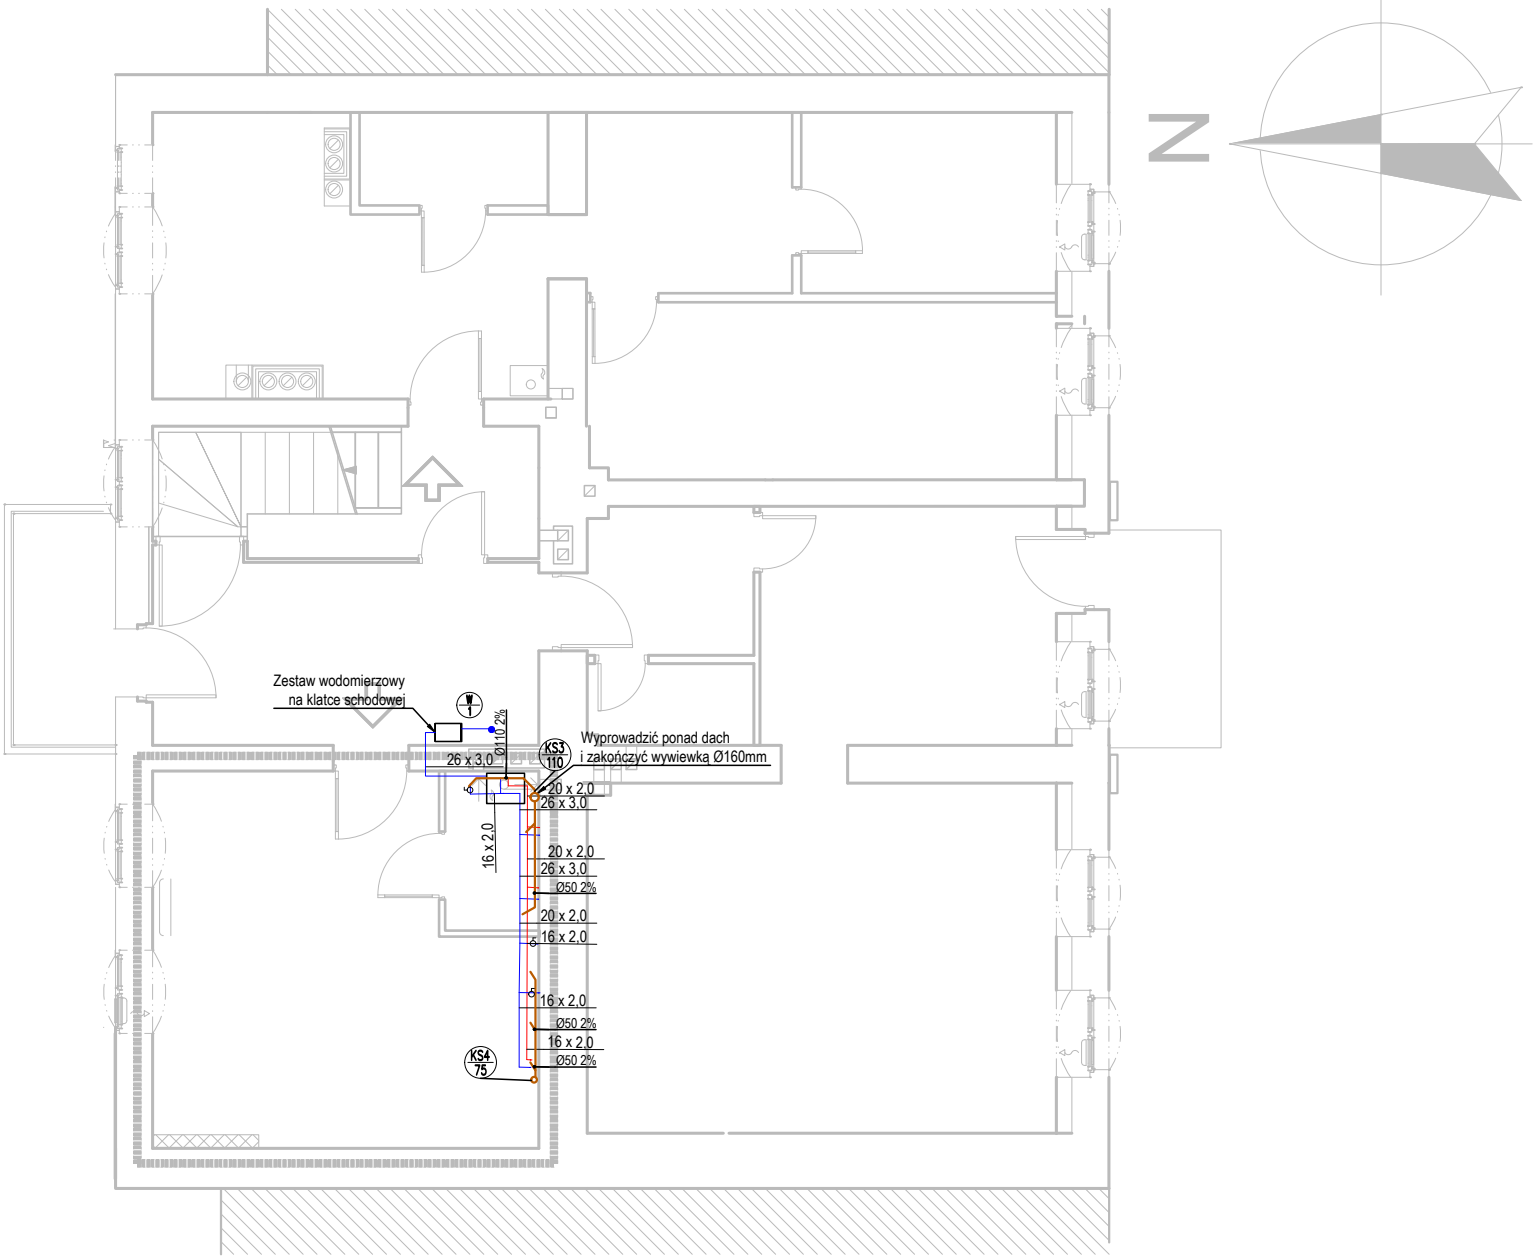 N
Zestaw wodomierzowy
na klatce schodowej
W
1
Ø110 2%
KS3
110
Wyprowadzić ponad dach
i zakończyć wywiewką Ø160mm
26 x 3,0
20 x 2,0
26 x 3,0
16 x 2,0
20 x 2,0
26 x 3,0
Ø50 2%
20 x 2,0
16 x 2,0
16 x 2,0
Ø50 2%
16 x 2,0
Ø50 2%
KS4
75